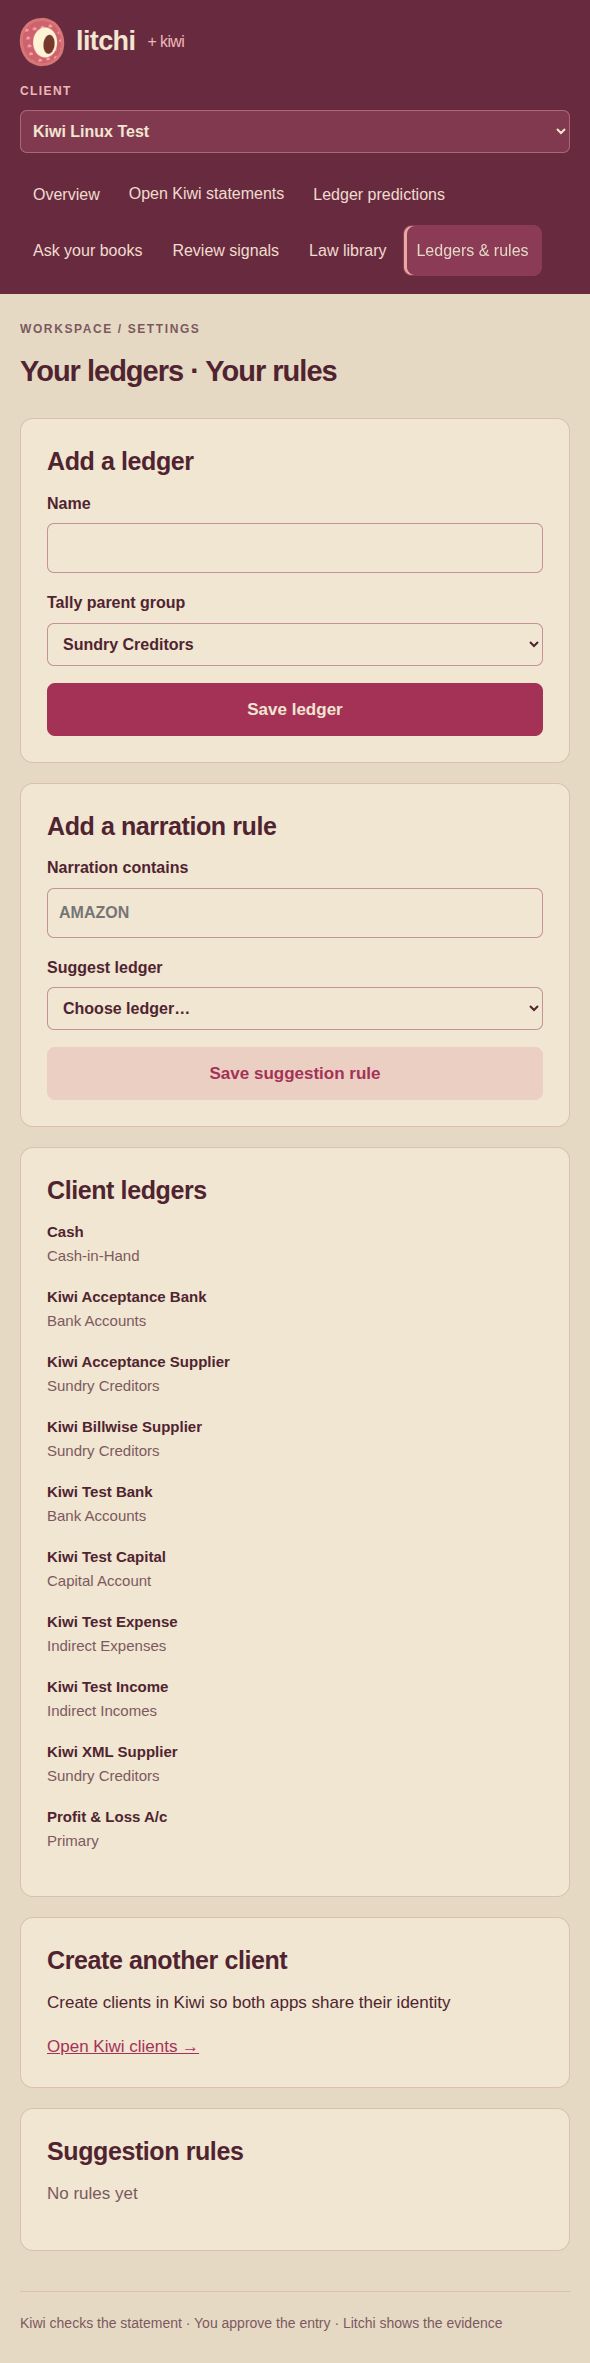 litchi + kiwi
CLIENT
Kiwi Linux Test
Overview Open Kiwi statements Ledger predictions
Ask your books Review signals Law library Ledgers & rules
WORKSPACE / SETTINGS
Your ledgers · Your rules
Add a ledger
Name
Tally parent group
Sundry Creditors
Save ledger
Add a narration rule
Narration contains
AMAZON
Suggest ledger
Choose ledger…
Save suggestion rule
Client ledgers
Cash
Cash-in-Hand
Kiwi Acceptance Bank
Bank Accounts
Kiwi Acceptance Supplier
Sundry Creditors
Kiwi Billwise Supplier
Sundry Creditors
Kiwi Test Bank
Bank Accounts
Kiwi Test Capital
Capital Account
Kiwi Test Expense
Indirect Expenses
Kiwi Test Income
Indirect Incomes
Kiwi XML Supplier
Sundry Creditors
Profit & Loss A/c
Primary
Create another client
Create clients in Kiwi so both apps share their identity
Open Kiwi clients →
Suggestion rules
No rules yet
Kiwi checks the statement · You approve the entry · Litchi shows the evidence